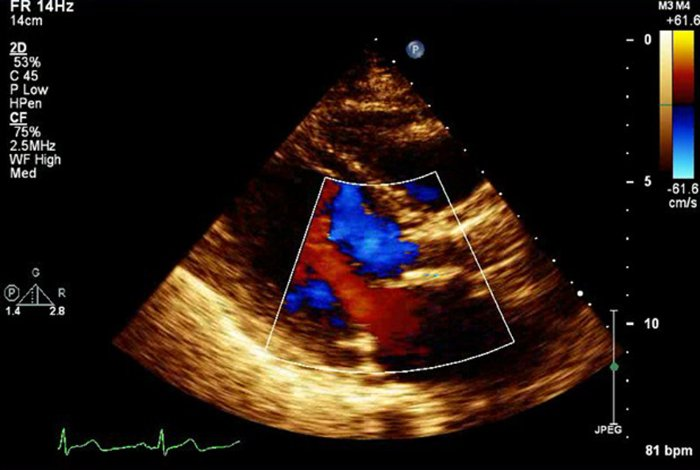 FR 14Hz
14cm
2D
53%
C 45
P Low
HPen
CF
75%
2.5MHz
WF High
Med
P
G
P R
1.4 2.8
M3 M4
+61.6
-61.6
cm/s
0
5
10
JPEG
81 bpm